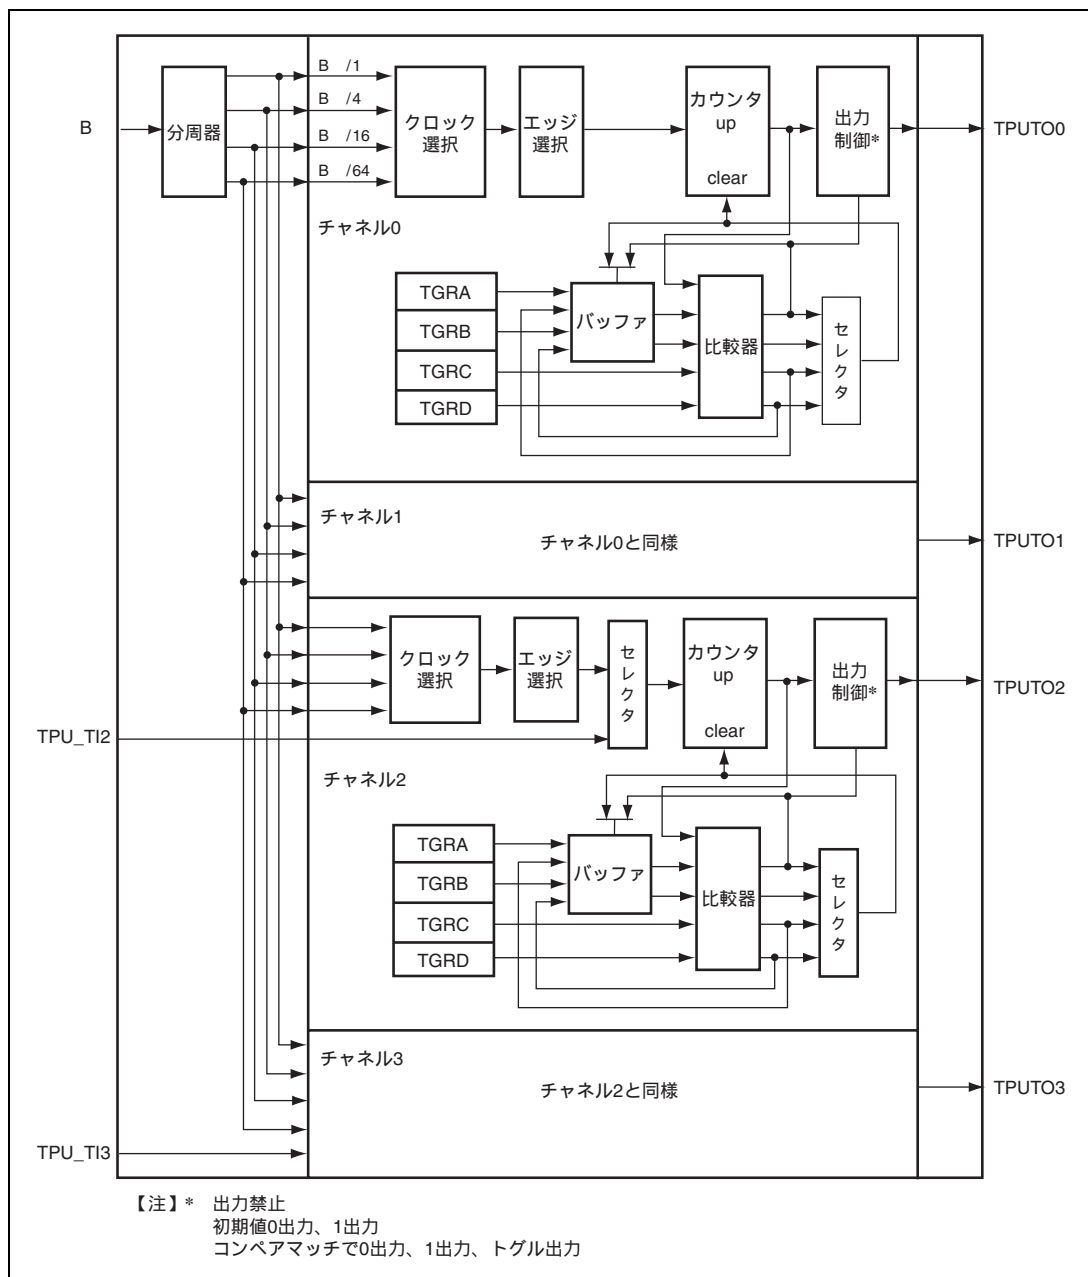 B
分周器
B /1
B /4
B /16
B /64
クロック
選択
エッジ
選択
カウンタ
up
clear
出力
制御*
TPUTO0
チャネル0
TGRA
TGRB
TGRC
TGRD
バッファ
比較器
セレクタ
チャネル1
チャネル0と同様
TPUTO1
クロック
選択
エッジ
選択
セレクタ
カウンタ
up
clear
出力
制御*
TPUTO2
TPU_TI2
チャネル2
TGRA
TGRB
TGRC
TGRD
バッファ
比較器
セレクタ
チャネル3
チャネル2と同様
TPUTO3
TPU_TI3
【注】* 出力禁止
初期値0出力、1出力
コンペアマッチで0出力、1出力、トグル出力